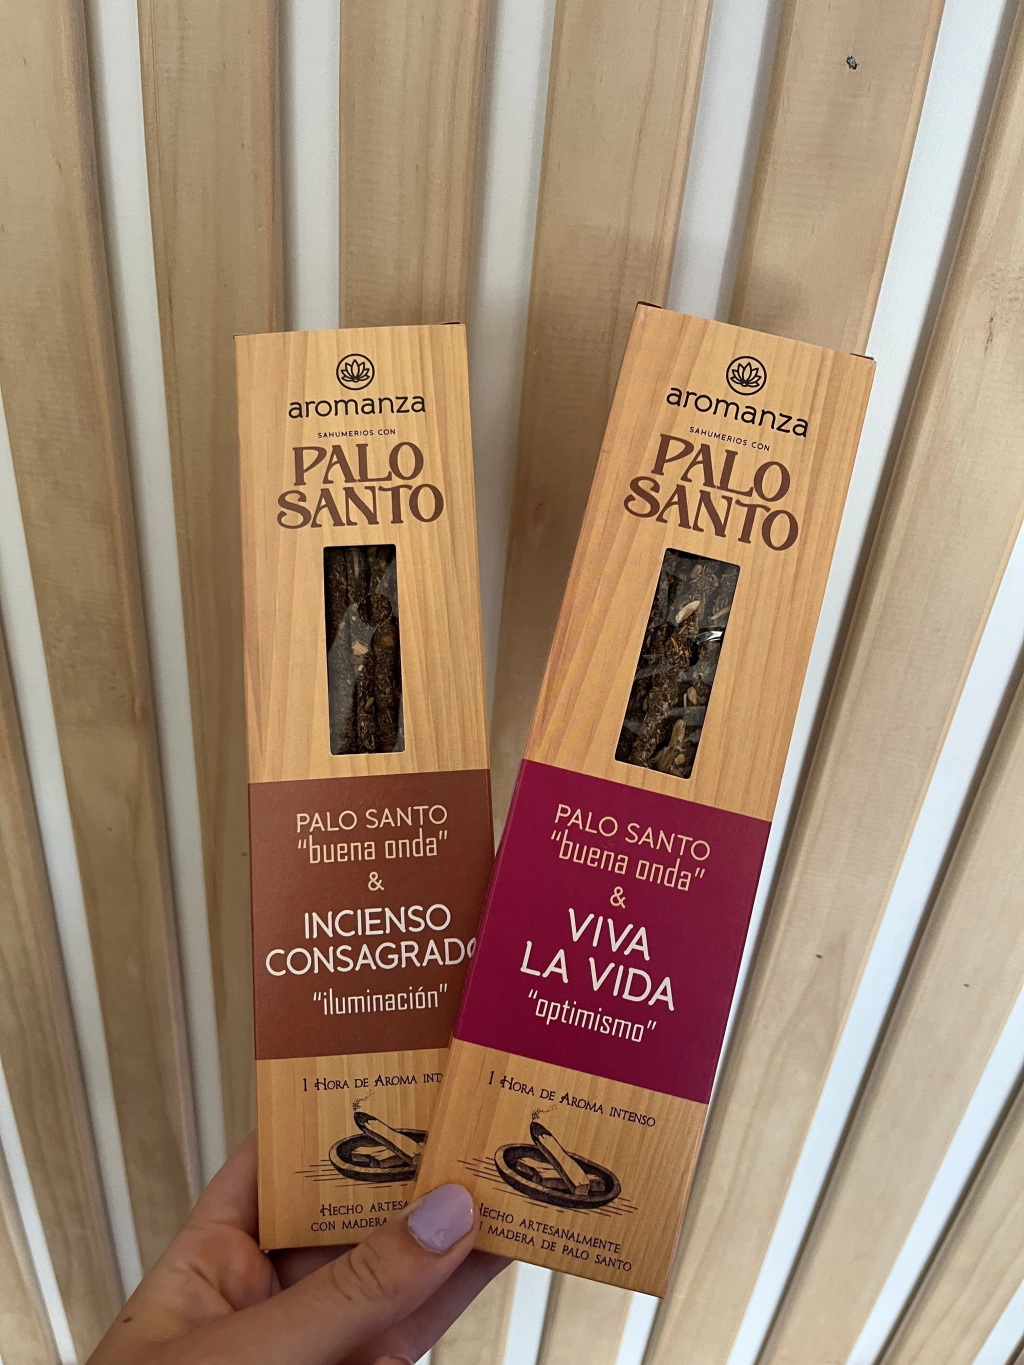 aromanza
SAHUMERIOS CON
PALO
SANTO
PALO SANTO
"buena onda"
&
INCIENSO
CONSAGRADO
"iluminación"
1 HORA DE AROMA INT
HECHO ARTESA
CON MADERA
aromanza
SAHUMERIOS CON
PALO
SANTO
PALO SANTO
"buena onda"
&
VIVA
LA VIDA
"optimismo"
1 HORA DE AROMA INTENSO
HECHO ARTESANALMENTE
MADERA DE PALO SANTO